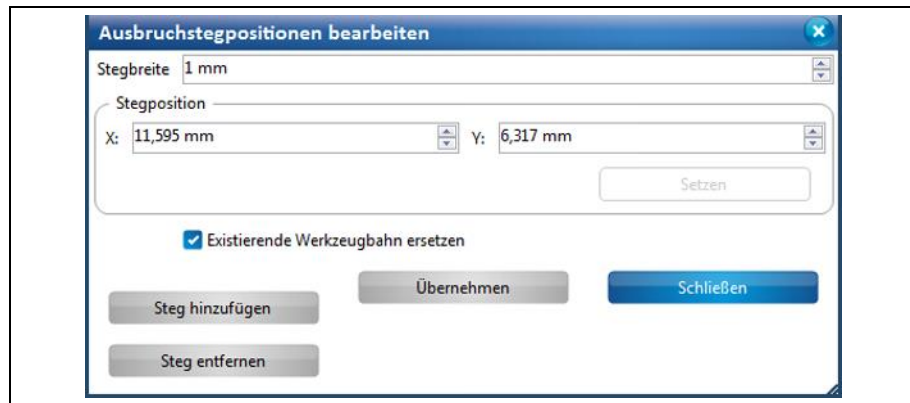 Ausbruchstegpositionen bearbeiten
Stegbreite 1 mm
Stegposition
X: 11,595 mm Y: 6,317 mm
Setzen
Existierende Werkzeugbahn ersetzen
Übernehmen Schließen
Steg hinzufügen
Steg entfernen